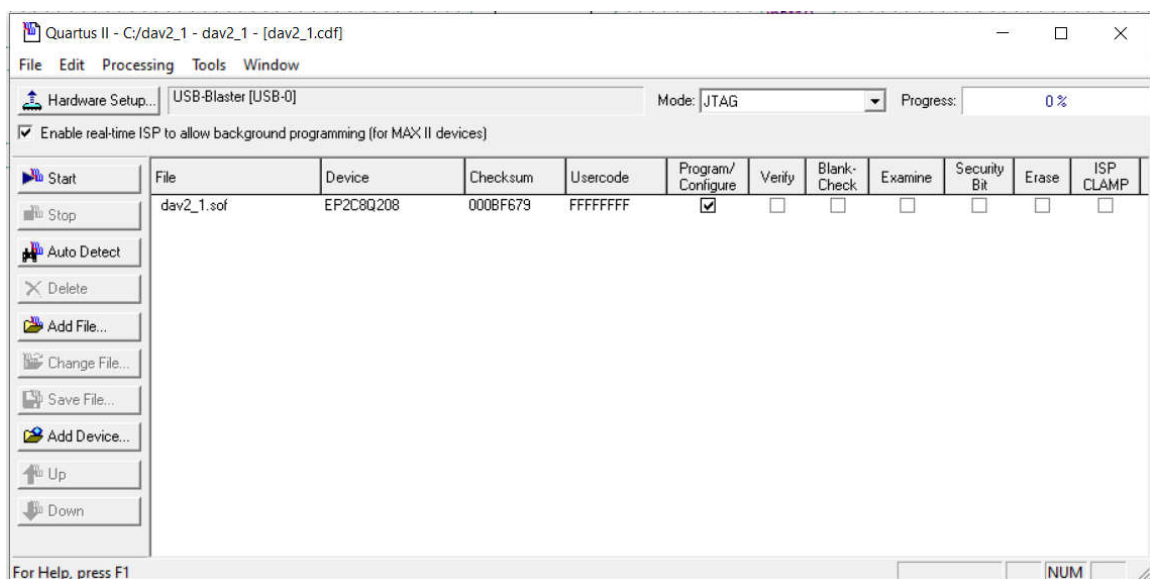 Quartus II - C:/dav2_1 - dav2_1 - [dav2_1.cdf]
File Edit Processing Tools Window
Hardware Setup... USB-Blaster [USB-0] Mode: JTAG Progress: 0 %
Enable real-time ISP to allow background programming (for MAX II devices)
Start File Device Checksum Usercode Program/ Configure Verify Blank- Check Examine Security Bit Erase ISP CLAMP
dav2_1.sof EP2C8Q208 000BF679 FFFFFFFF
Stop
Auto Detect
Delete
Add File...
Change File...
Save File...
Add Device...
Up
Down
For Help, press F1 NUM